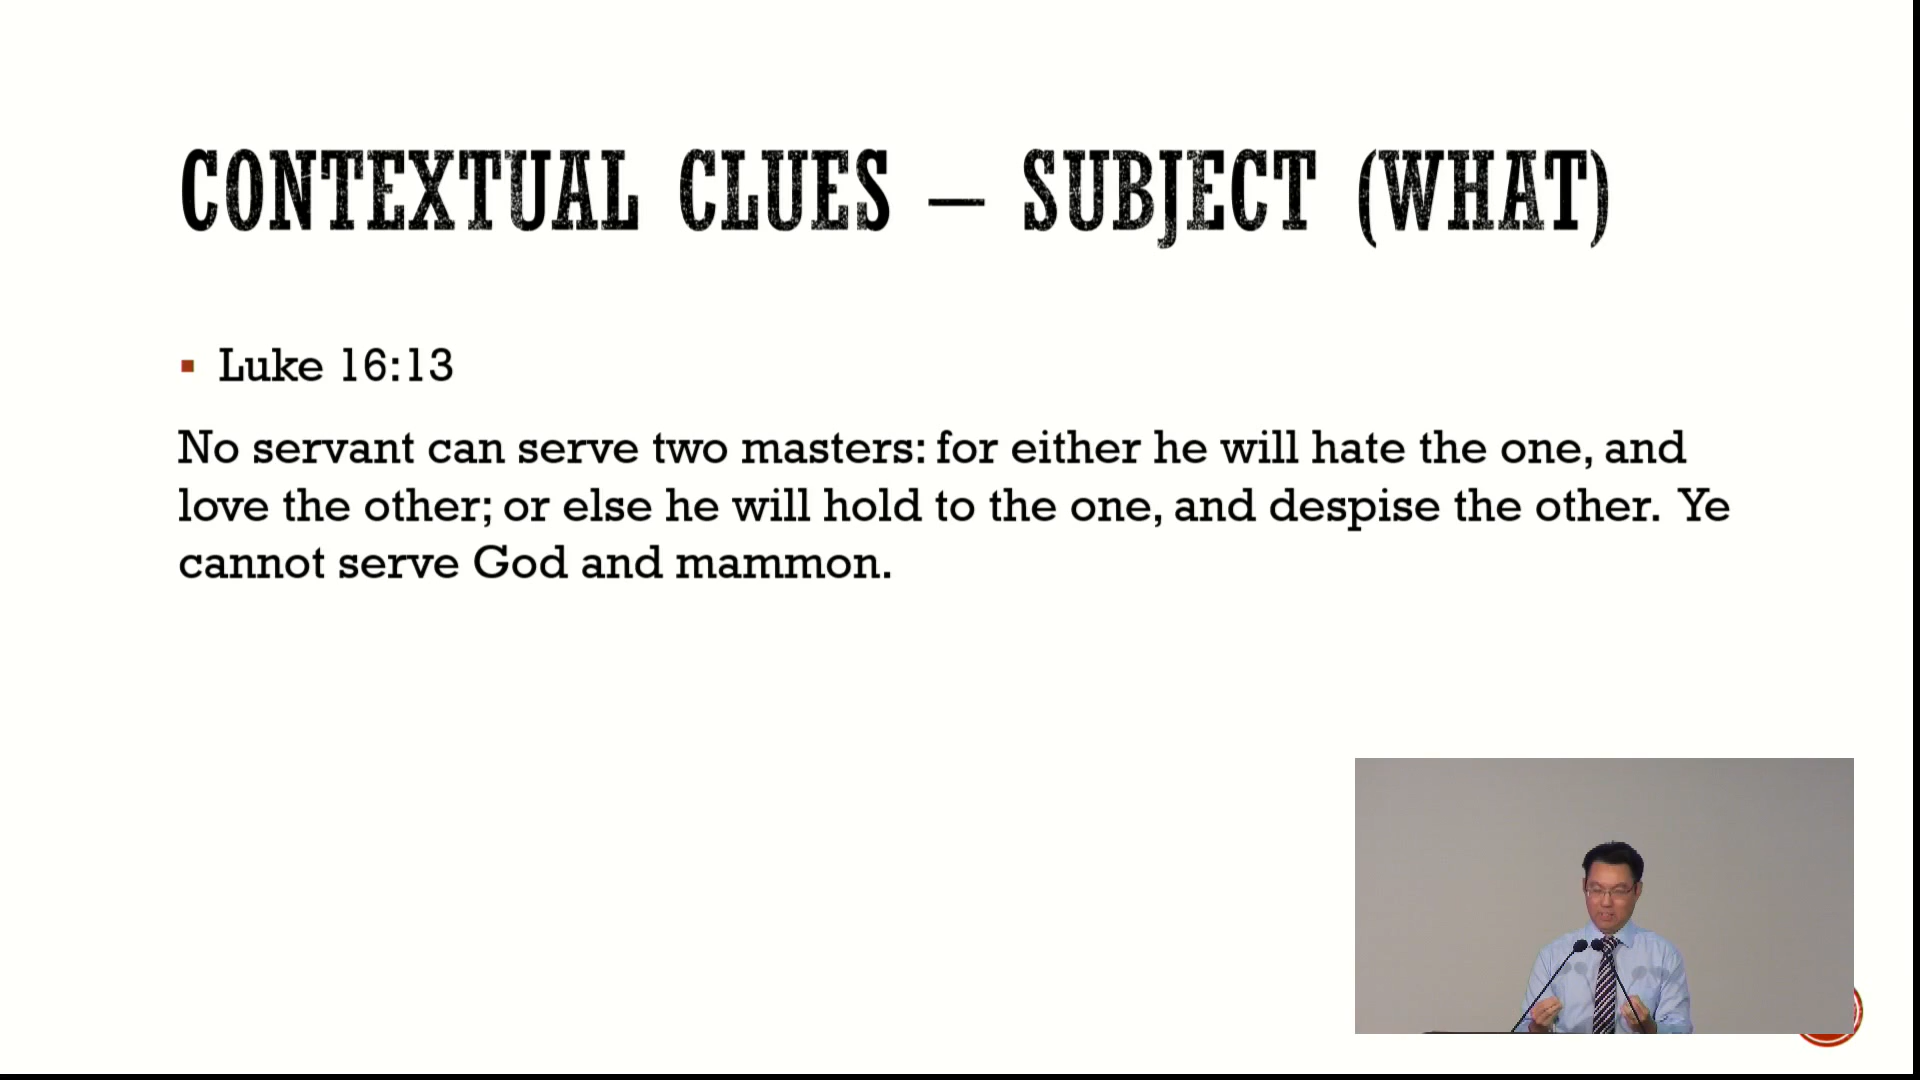 CONTEXTUAL CLUES – SUBJECT (WHAT)
Luke 16:13
No servant can serve two masters: for either he will hate the one, and
love the other; or else he will hold to the one, and despise the other. Ye
cannot serve God and mammon.